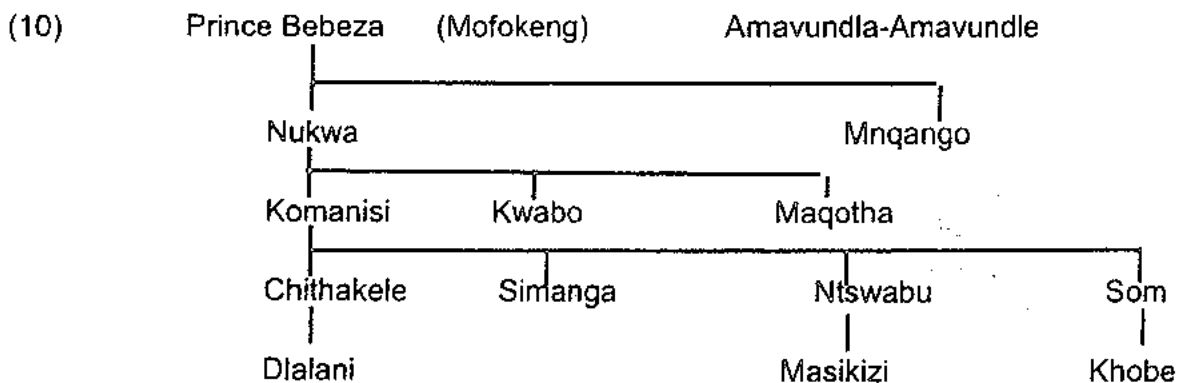 (10) Prince Bebeza (Mofokeng) Amavundla-Amavundle
Nukwa Mnqango
Komanisi Kwabo Maqotha
Chithakele Simanga Ntswabu Som
Dlalani Masikizi Khobe